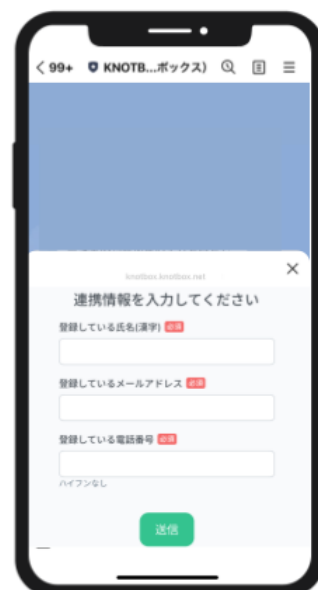 99+ KNOTB...ボックス)
knotbox.knotbox.net
連携情報を入力してください
登録している氏名(漢字) 必須
登録しているメールアドレス 必須
登録している電話番号 必須
ハイフンなし
送信